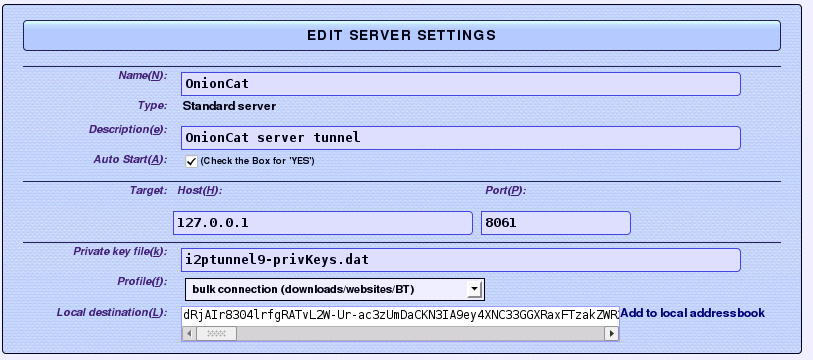 EDIT SERVER SETTINGS
Name(N): OnionCat
Type: Standard server
Description(e): OnionCat server tunnel
Auto Start(A): (Check the Box for 'YES')
Target: Host(H): Port(P):
127.0.0.1 8061
Private key file(k): i2ptunnel9-privKeys.dat
Profile(f): bulk connection (downloads/websites/BT)
Local destination(L): dRjAIr8304lrfgRATvL2W-Ur-ac3zUmDaCKN3IA9ey4XNC33GGXRaxFTzakZWR Add to local addressbook